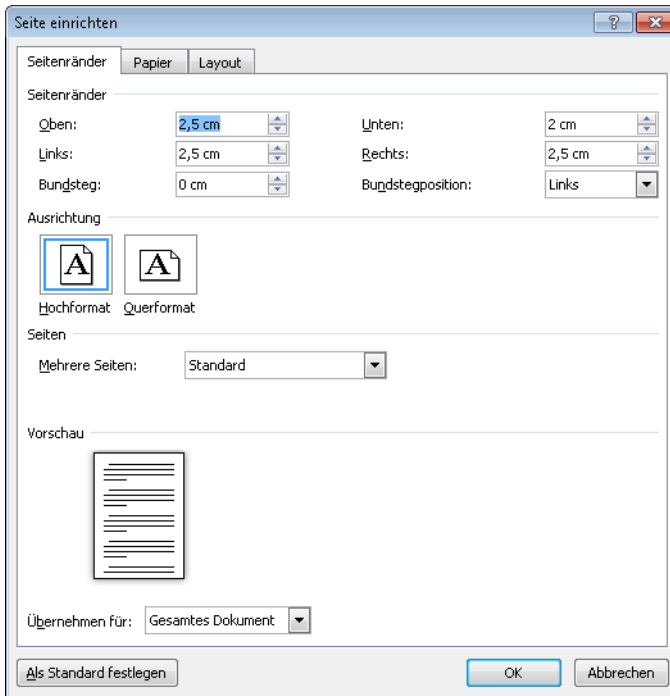 Seite einrichten
Seitenränder Papier Layout
Seitenränder
Oben: 2,5 cm Unten: 2 cm
Links: 2,5 cm Rechts: 2,5 cm
Bundsteg: 0 cm Bundstegposition: Links
Ausrichtung
A A
Hochformat Querformat
Seiten
Mehrere Seiten: Standard
Vorschau
Übernehmen für: Gesamtes Dokument
Als Standard festlegen OK Abbrechen